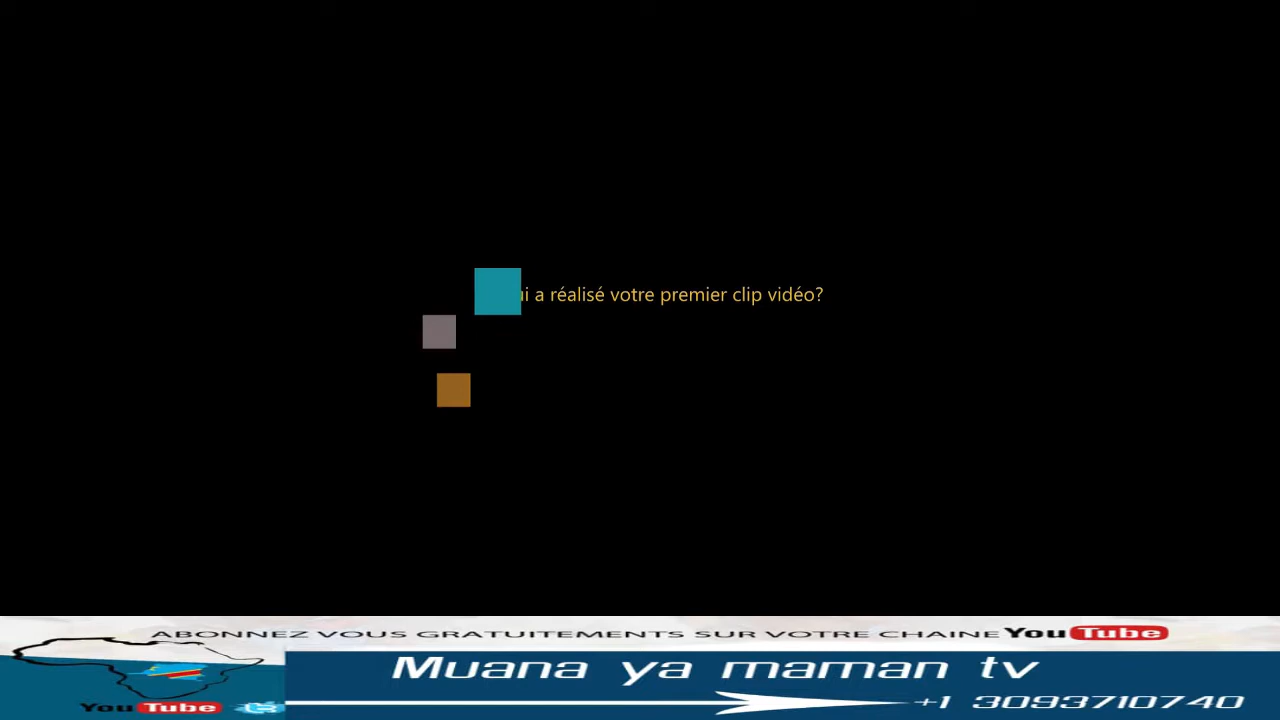 ui a réalisé votre premier clip vidéo?
ABONNEZ VOUS GRATUITEMENTS SUR VOTRE CHAINE YouTube
Muana ya maman tv
YouTube
+1 3093710740